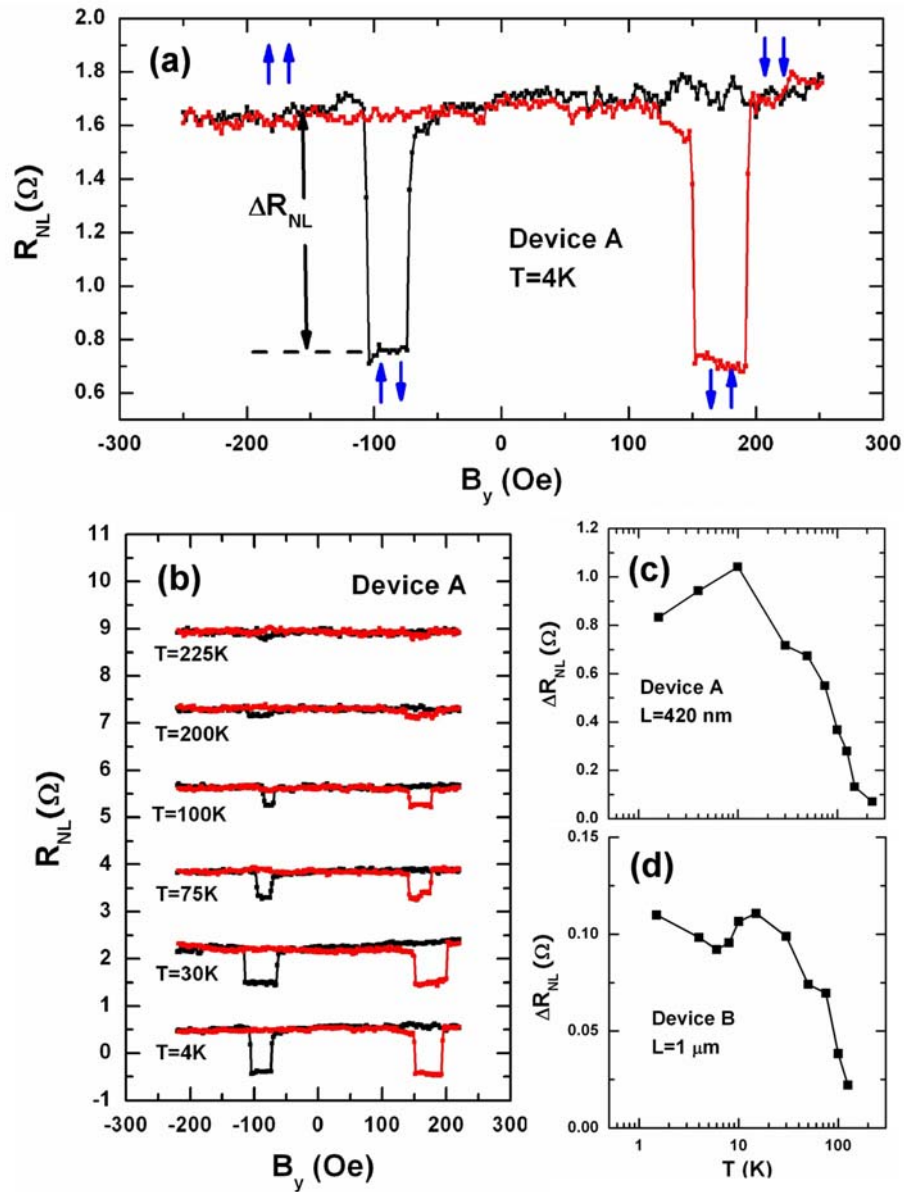 (a)
R_NL(Ω)
1.8
1.6
1.4
1.2
1.0
0.8
0.6
ΔR_NL
Device A
T=4K
-300 -200 -100 0 100 200 300
B_y (Oe)
(b)
Device A
R_NL(Ω)
11
10
9
8
7
6
5
4
3
2
1
0
-1
T=225K
T=200K
T=100K
T=75K
T=30K
T=4K
-300 -200 -100 0 100 200 300
B_y (Oe)
(c)
ΔR_NL(Ω)
1.2
1.0
0.8
0.6
0.4
0.2
0.0
Device A
L=420 nm
(d)
ΔR_NL(Ω)
0.15
0.10
0.05
0.00
Device B
L=1 μm
1 10 100
T (K)